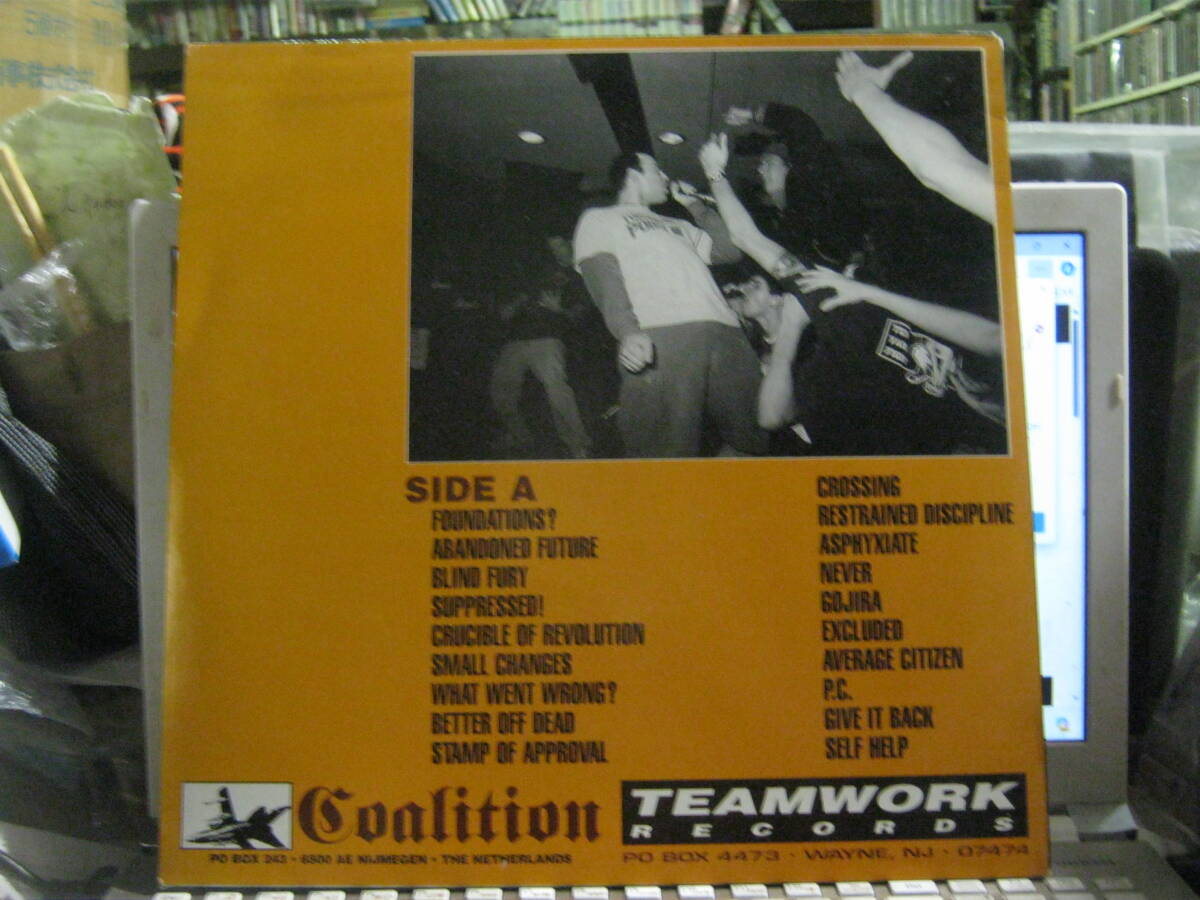 SIDE A
FOUNDATIONS?
ABANDONED FUTURE
BLIND FURY
SUPPRESSED!
CRUCIBLE OF REVOLUTION
SMALL CHANGES
WHAT WENT WRONG?
BETTER OFF DEAD
STAMP OF APPROVAL
CROSSING
RESTRAINED DISCIPLINE
ASPHYXIATE
NEVER
GOJIRA
EXCLUDED
AVERAGE CITIZEN
P.C.
GIVE IT BACK
SELF HELP
Coalition
PO BOX 243 • 6500 AE NIJMEGEN • THE NETHERLANDS
TEAMWORK
RECORDS
PO BOX 4473 · WAYNE, NJ · 07474